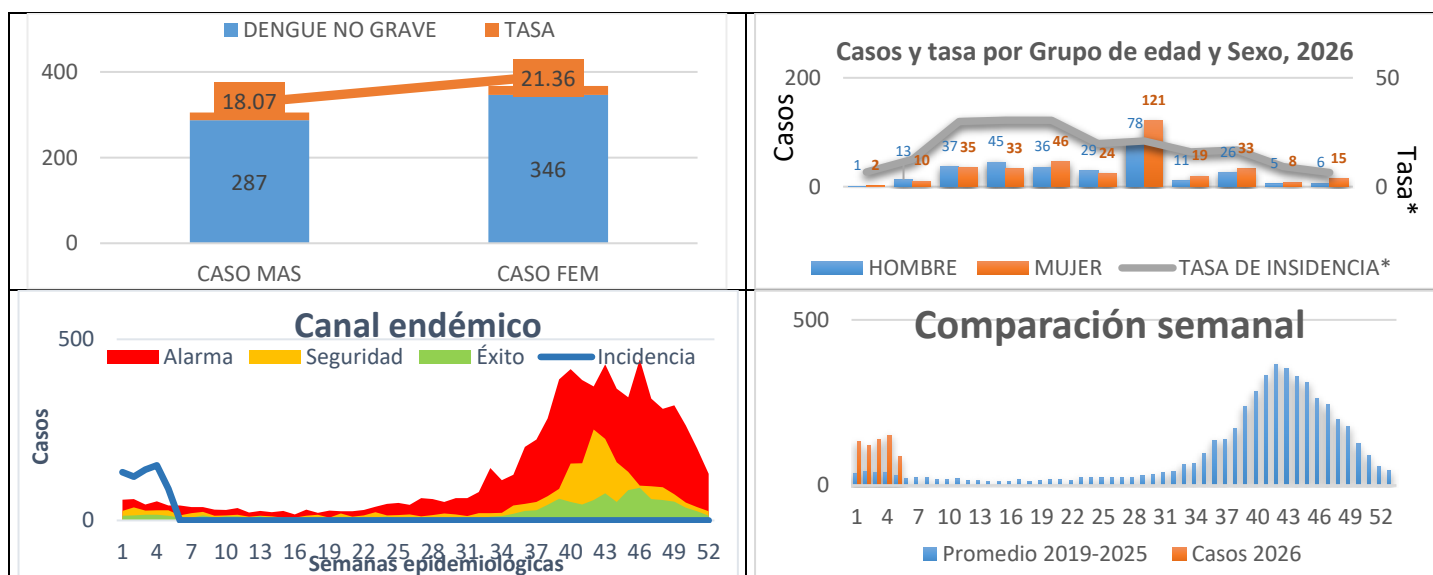 DENGUE NO GRAVE TASA
400
200
0
18.07
21.36
287
346
CASO MAS CASO FEM
Casos y tasa por Grupo de edad y Sexo, 2026
200
0
Casos
50
0
Tasa*
1 2 13 10 37 35 45 33 36 46 29 24 78 121 11 19 26 33 5 8 6 15
HOMBRE MUJER TASA DE INSIDENCIA*
Canal endémico
500
0
Alarma Seguridad Éxito Incidencia
Casos
1 4 7 10 13 16 19 22 25 28 31 34 37 40 43 46 49 52
Semanas epidemiológicas
Comparación semanal
500
0
1 4 7 10 13 16 19 22 25 28 31 34 37 40 43 46 49 52
Promedio 2019-2025 Casos 2026